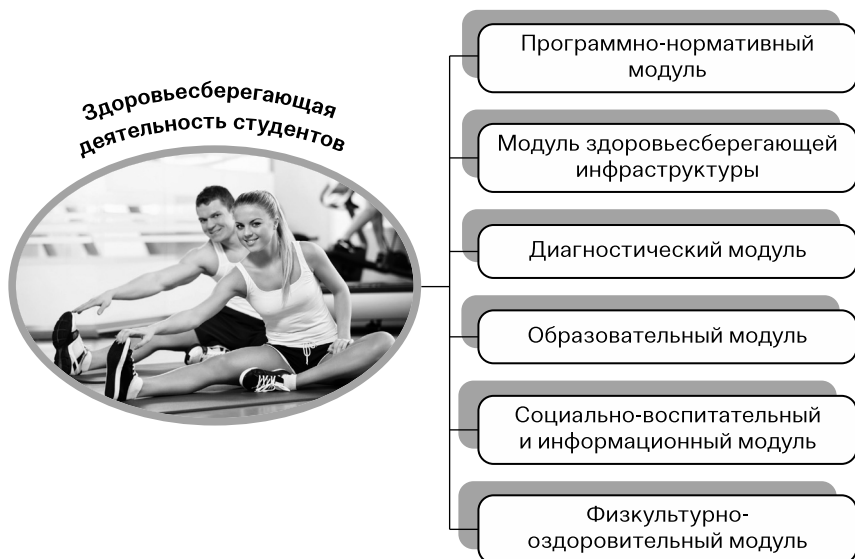 Здоровьесберегающая
деятельность студентов
Программно-нормативный
модуль
Модуль здоровьесберегающей
инфраструктуры
Диагностический модуль
Образовательный модуль
Социально-воспитательный
и информационный модуль
Физкультурно-
оздоровительный модуль